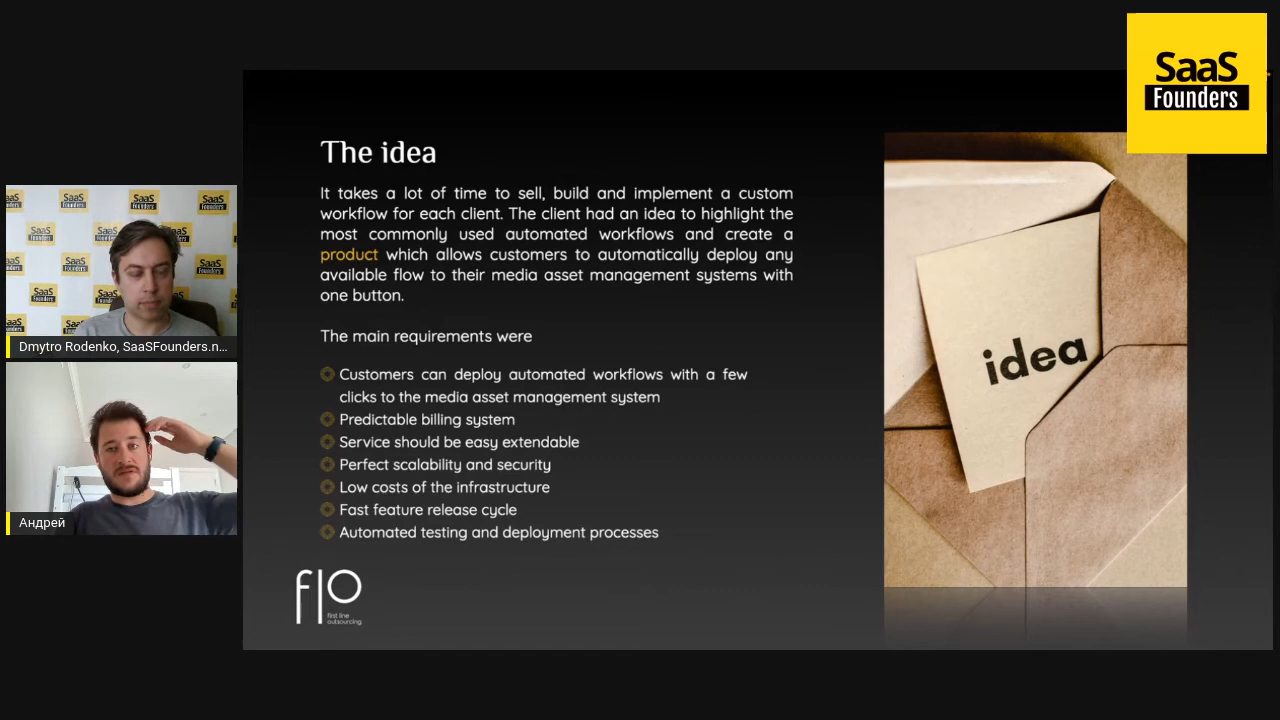 SaaS
Founders
The idea
It takes a lot of time to sell, build and implement a custom
workflow for each client. The client had an idea to highlight the
most commonly used automated workflows and create a
product which allows customers to automatically deploy any
available flow to their media asset management systems with
one button.
The main requirements were
Customers can deploy automated workflows with a few
clicks to the media asset management system
Predictable billing system
Service should be easy extendable
Perfect scalability and security
Low costs of the infrastructure
Fast feature release cycle
Automated testing and deployment processes
flo
first line
outsourcing
idea
Dmytro Rodenko, SaaSFounders.n...
Андрей